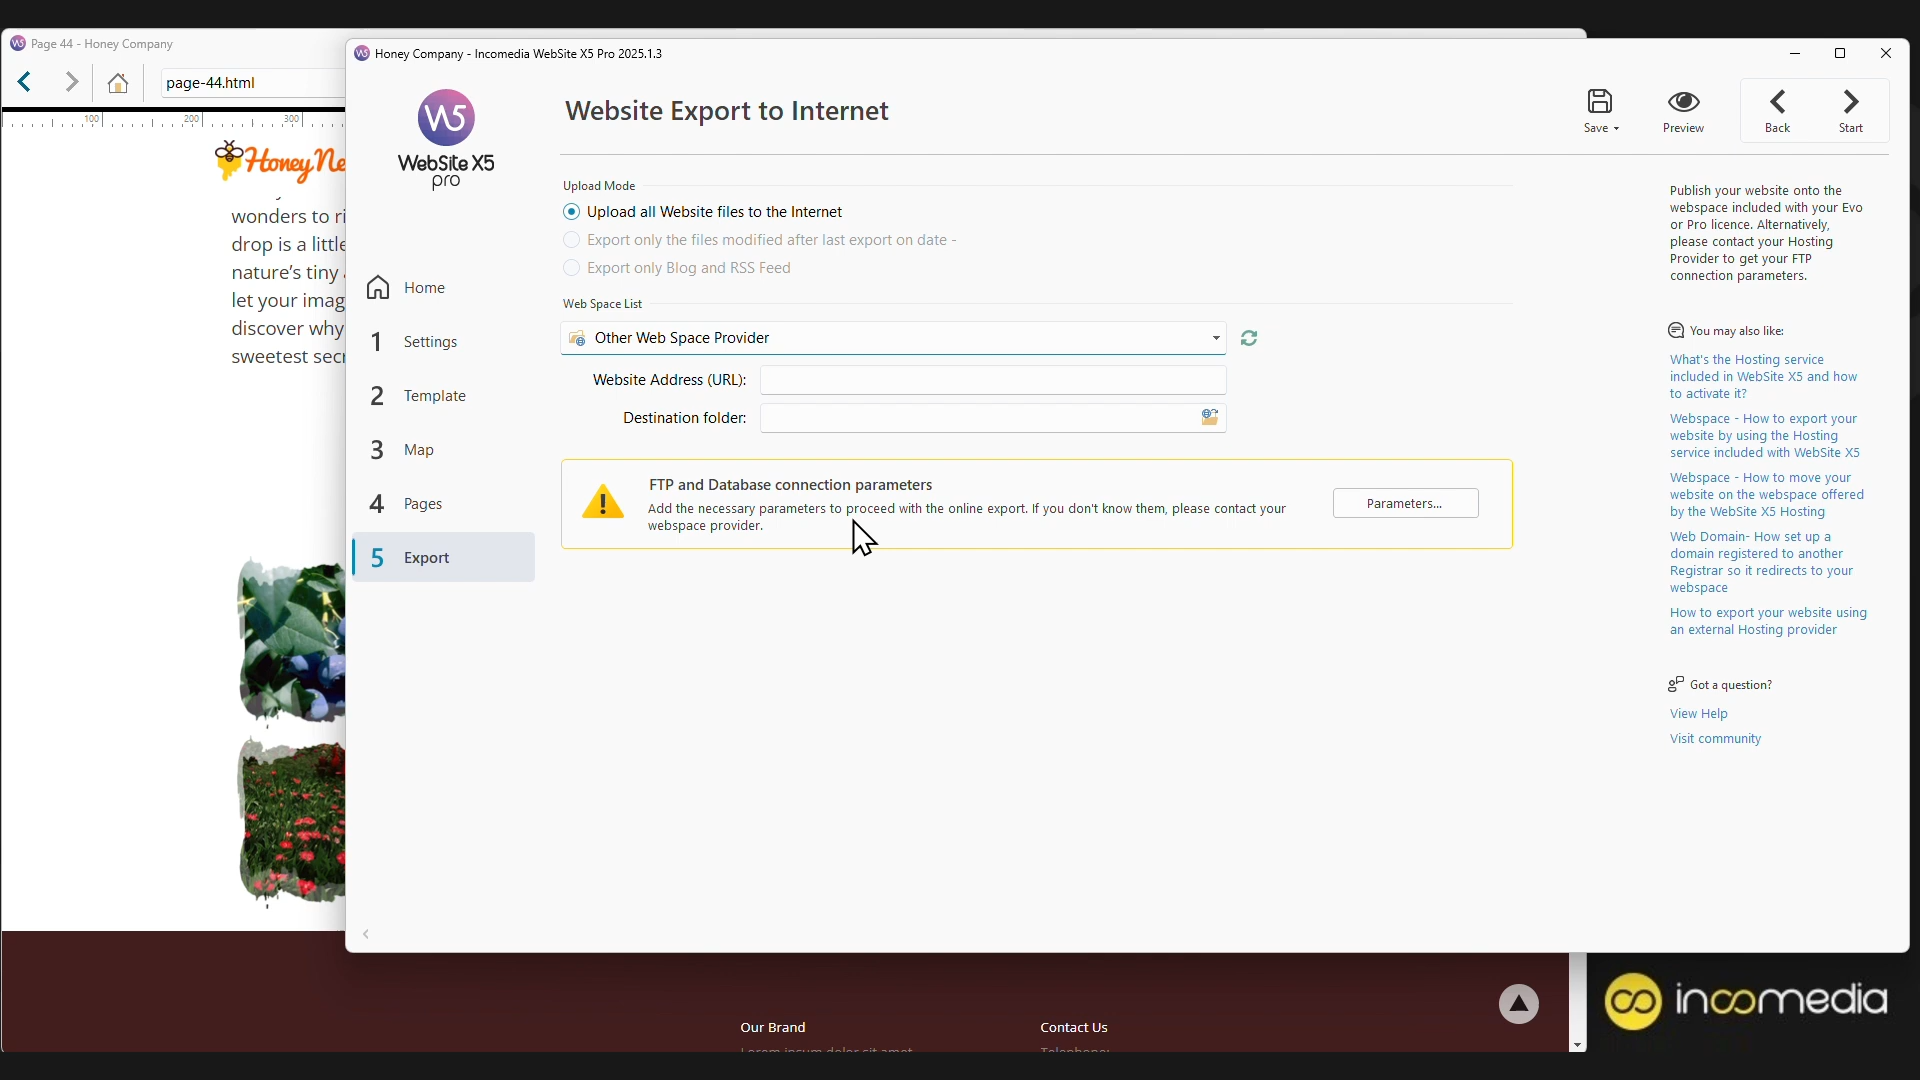 Page 44 - Honey Company
page-44.html
100
200
300
Honey Ne
wonders to ri
drop is a little
nature's tiny
let your imag
discover why
sweetest secr
Honey Company - Incomedia WebSite X5 Pro 2025.1.3
W5
WebSite X5
pro
Website Export to Internet
Save
Preview
Back
Start
Home
1 Settings
2 Template
3 Map
4 Pages
5 Export
Upload Mode
Upload all Website files to the Internet
Export only the files modified after last export on date -
Export only Blog and RSS Feed
Web Space List
Other Web Space Provider
Website Address (URL):
Destination folder:
FTP and Database connection parameters
Add the necessary parameters to proceed with the online export. If you don't know them, please contact your
webspace provider.
Parameters...
Publish your website onto the
webspace included with your Evo
or Pro licence. Alternatively,
please contact your Hosting
Provider to get your FTP
connection parameters.
You may also like:
What's the Hosting service
included in WebSite X5 and how
to activate it?
Webspace - How to export your
website by using the Hosting
service included with WebSite X5
Webspace - How to move your
website on the webspace offered
by the WebSite X5 Hosting
Web Domain- How set up a
domain registered to another
Registrar so it redirects to your
webspace
How to export your website using
an external Hosting provider
Got a question?
View Help
Visit community
Our Brand
Contact Us
Lorem ipsum dolor sit amet
Telephone:
incomedia